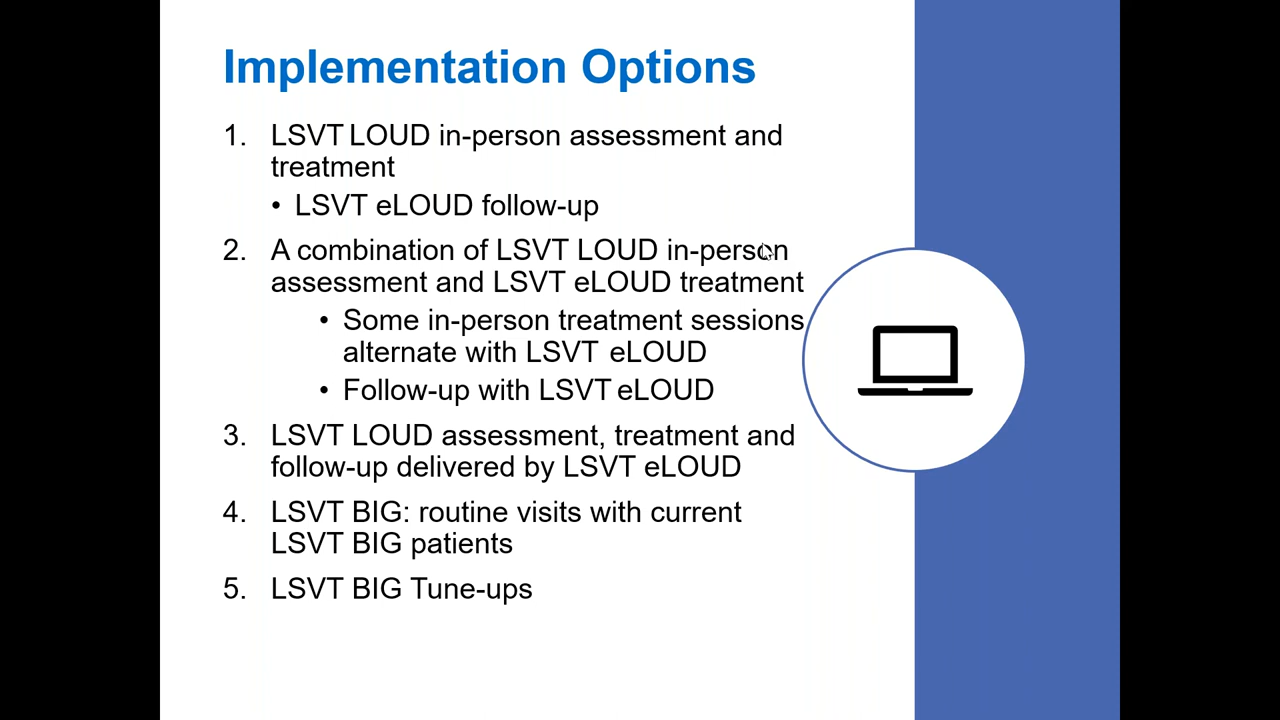 Implementation Options
1. LSVT LOUD in-person assessment and
treatment
• LSVT eLOUD follow-up
2. A combination of LSVT LOUD in-person
assessment and LSVT eLOUD treatment
• Some in-person treatment sessions
alternate with LSVT eLOUD
• Follow-up with LSVT eLOUD
3. LSVT LOUD assessment, treatment and
follow-up delivered by LSVT eLOUD
4. LSVT BIG: routine visits with current
LSVT BIG patients
5. LSVT BIG Tune-ups